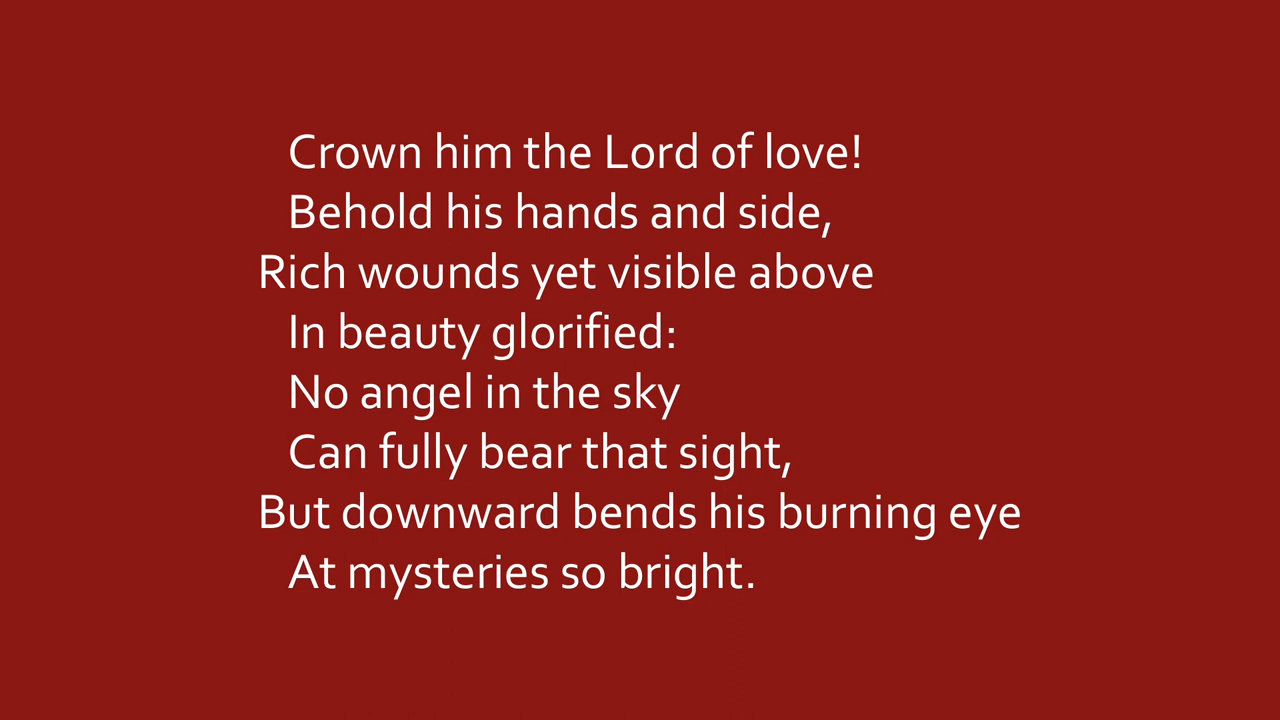 Crown him the Lord of love!
Behold his hands and side,
Rich wounds yet visible above
In beauty glorified:
No angel in the sky
Can fully bear that sight,
But downward bends his burning eye
At mysteries so bright.